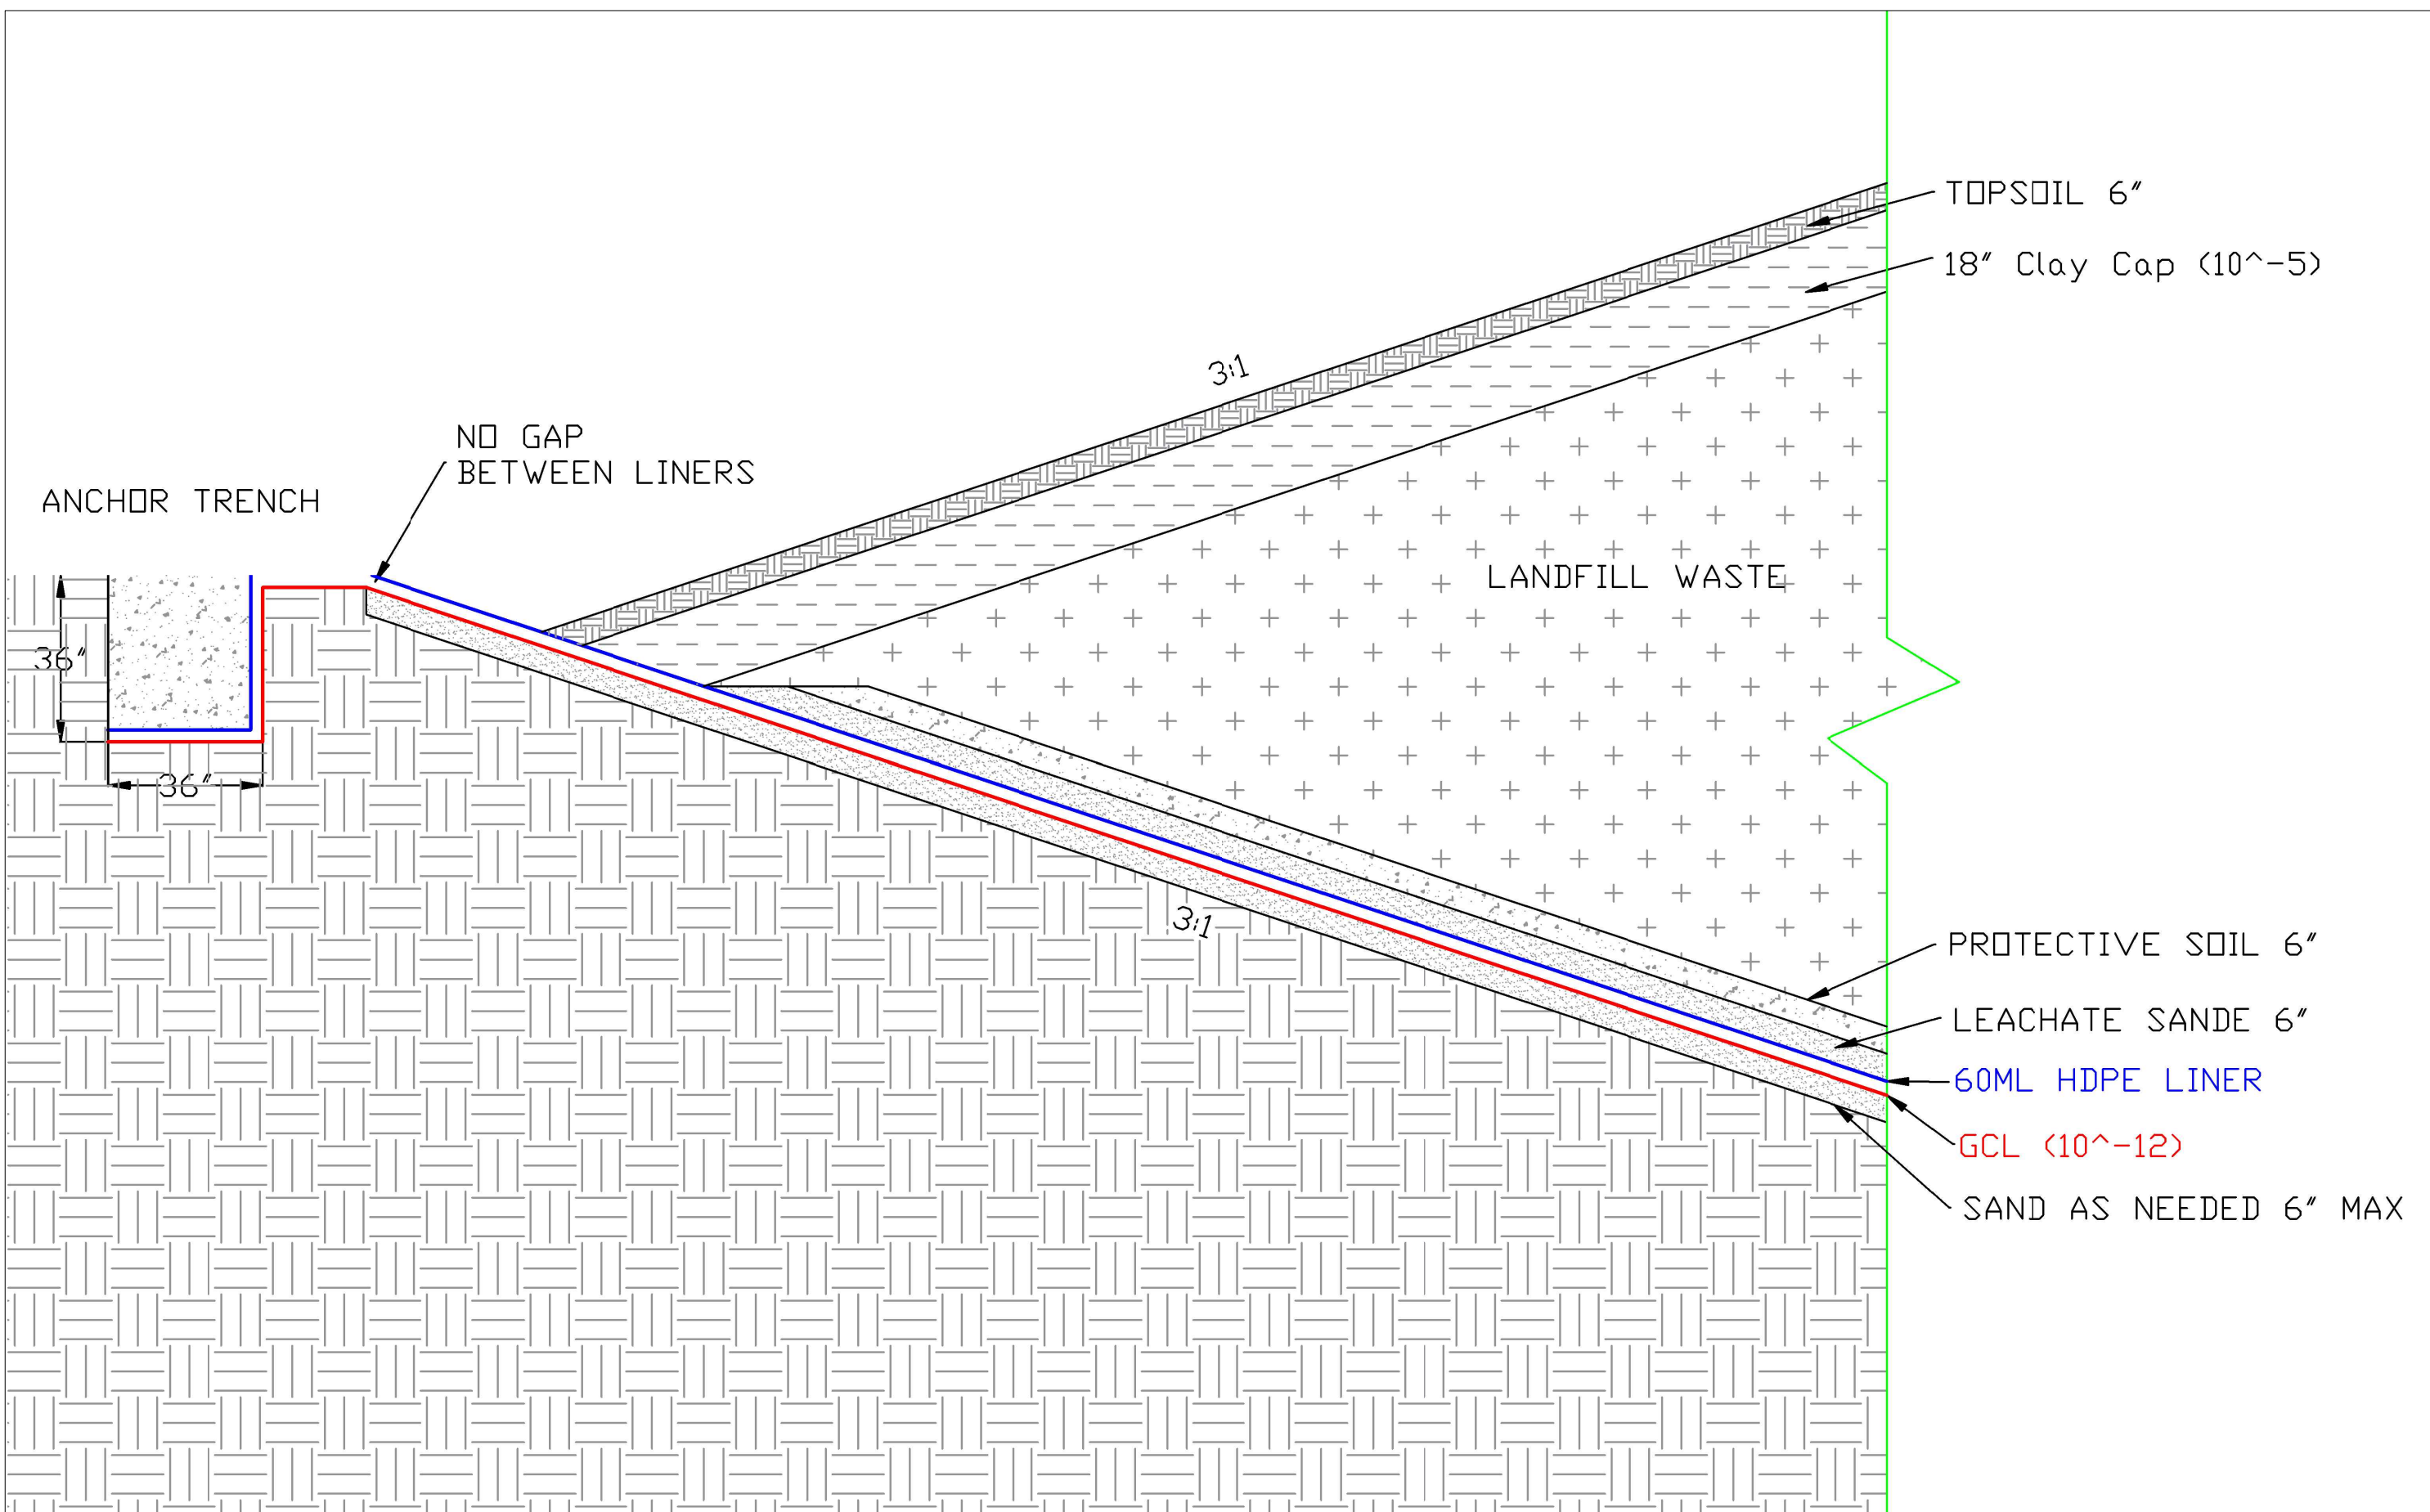 TOPSOIL 6"
18" Clay Cap (10^-5)
3:1
NO GAP
BETWEEN LINERS
ANCHOR TRENCH
LANDFILL WASTE
36"
36"
3:1
PROTECTIVE SOIL 6"
LEACHATE SANDE 6"
60ML HDPE LINER
GCL (10^-12)
SAND AS NEEDED 6" MAX